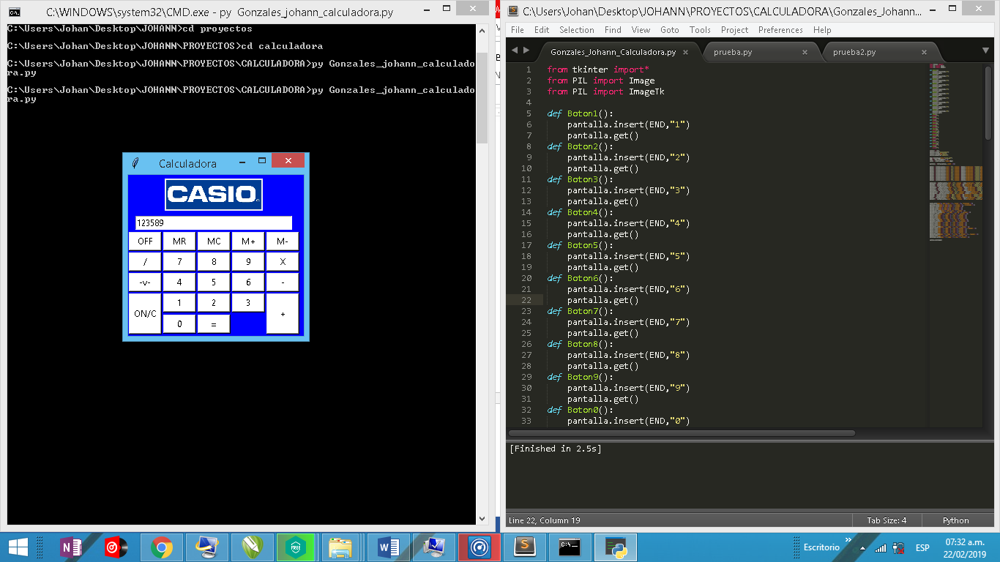 C:\WINDOWS\system32\CMD.exe - py Gonzales_johann_calculadora.py
C:\Users\Johan\Desktop\JOHANN>cd proyectos
C:\Users\Johan\Desktop\JOHANN\PROYECTOS>cd calculadora
C:\Users\Johan\Desktop\JOHANN\PROYECTOS\CALCULADORA>py Gonzales_johann_calculado
ra.py
C:\Users\Johan\Desktop\JOHANN\PROYECTOS\CALCULADORA>py Gonzales_johann_calculado
ra.py
Calculadora
CASIO
123589
OFF MR MC M+ M-
/ 7 8 9 X
-v- 4 5 6 -
ON/C 1 2 3 +
0 =
C:\Users\Johan\Desktop\JOHANN\PROYECTOS\CALCULADORA\Gonzales_Johann_...
File Edit Selection Find View Goto Tools Project Preferences Help
Gonzales_Johann_Calculadora.py × prueba.py × prueba2.py ×
1 from tkinter import*
2 from PIL import Image
3 from PIL import ImageTk
4
5 def Boton1():
6 pantalla.insert(END,"1")
7 pantalla.get()
8 def Boton2():
9 pantalla.insert(END,"2")
10 pantalla.get()
11 def Boton3():
12 pantalla.insert(END,"3")
13 pantalla.get()
14 def Boton4():
15 pantalla.insert(END,"4")
16 pantalla.get()
17 def Boton5():
18 pantalla.insert(END,"5")
19 pantalla.get()
20 def Boton6():
21 pantalla.insert(END,"6")
22 pantalla.get()
23 def Boton7():
24 pantalla.insert(END,"7")
25 pantalla.get()
26 def Boton8():
27 pantalla.insert(END,"8")
28 pantalla.get()
29 def Boton9():
30 pantalla.insert(END,"9")
31 pantalla.get()
32 def Boton0():
33 pantalla.insert(END,"0")
[Finished in 2.5s]
Line 22, Column 19 Tab Size: 4 Python
FREE
Escritorio ESP 07:32 a.m.
22/02/2019